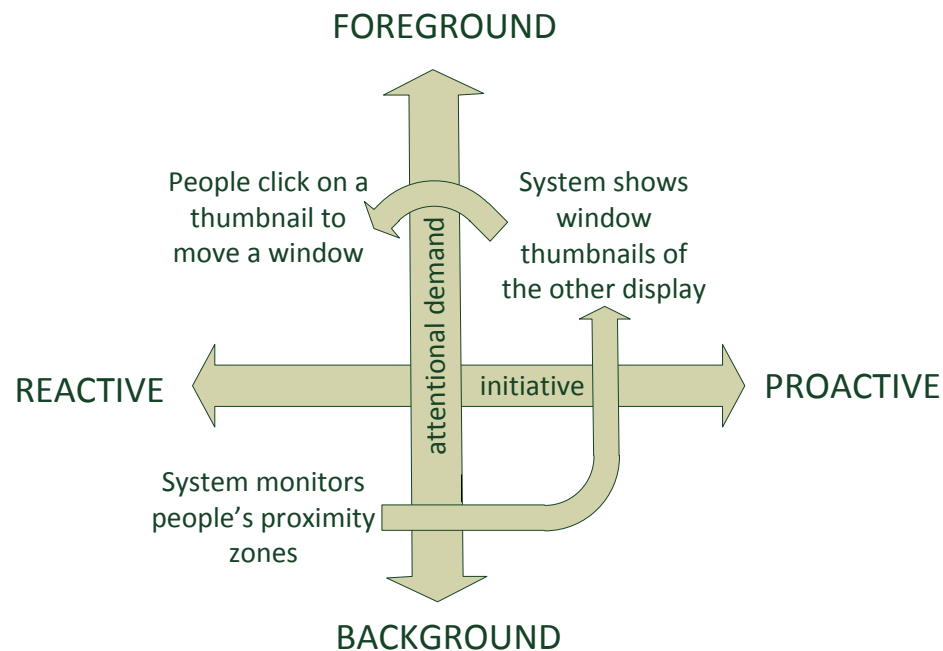 FOREGROUND
People click on a
thumbnail to
move a window
System shows
window
thumbnails of
the other display
attentional demand
REACTIVE
initiative
PROACTIVE
System monitors
people’s proximity
zones
BACKGROUND